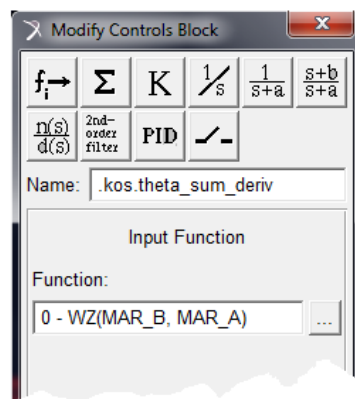 Modify Controls Block
x
f_i→ Σ K 1/s 1/(s+a) (s+b)/(s+a)
n(s)/d(s) 2nd-order filter PID
Name: .kos.theta_sum_deriv
Input Function
Function:
0 - WZ(MAR_B, MAR_A) ...